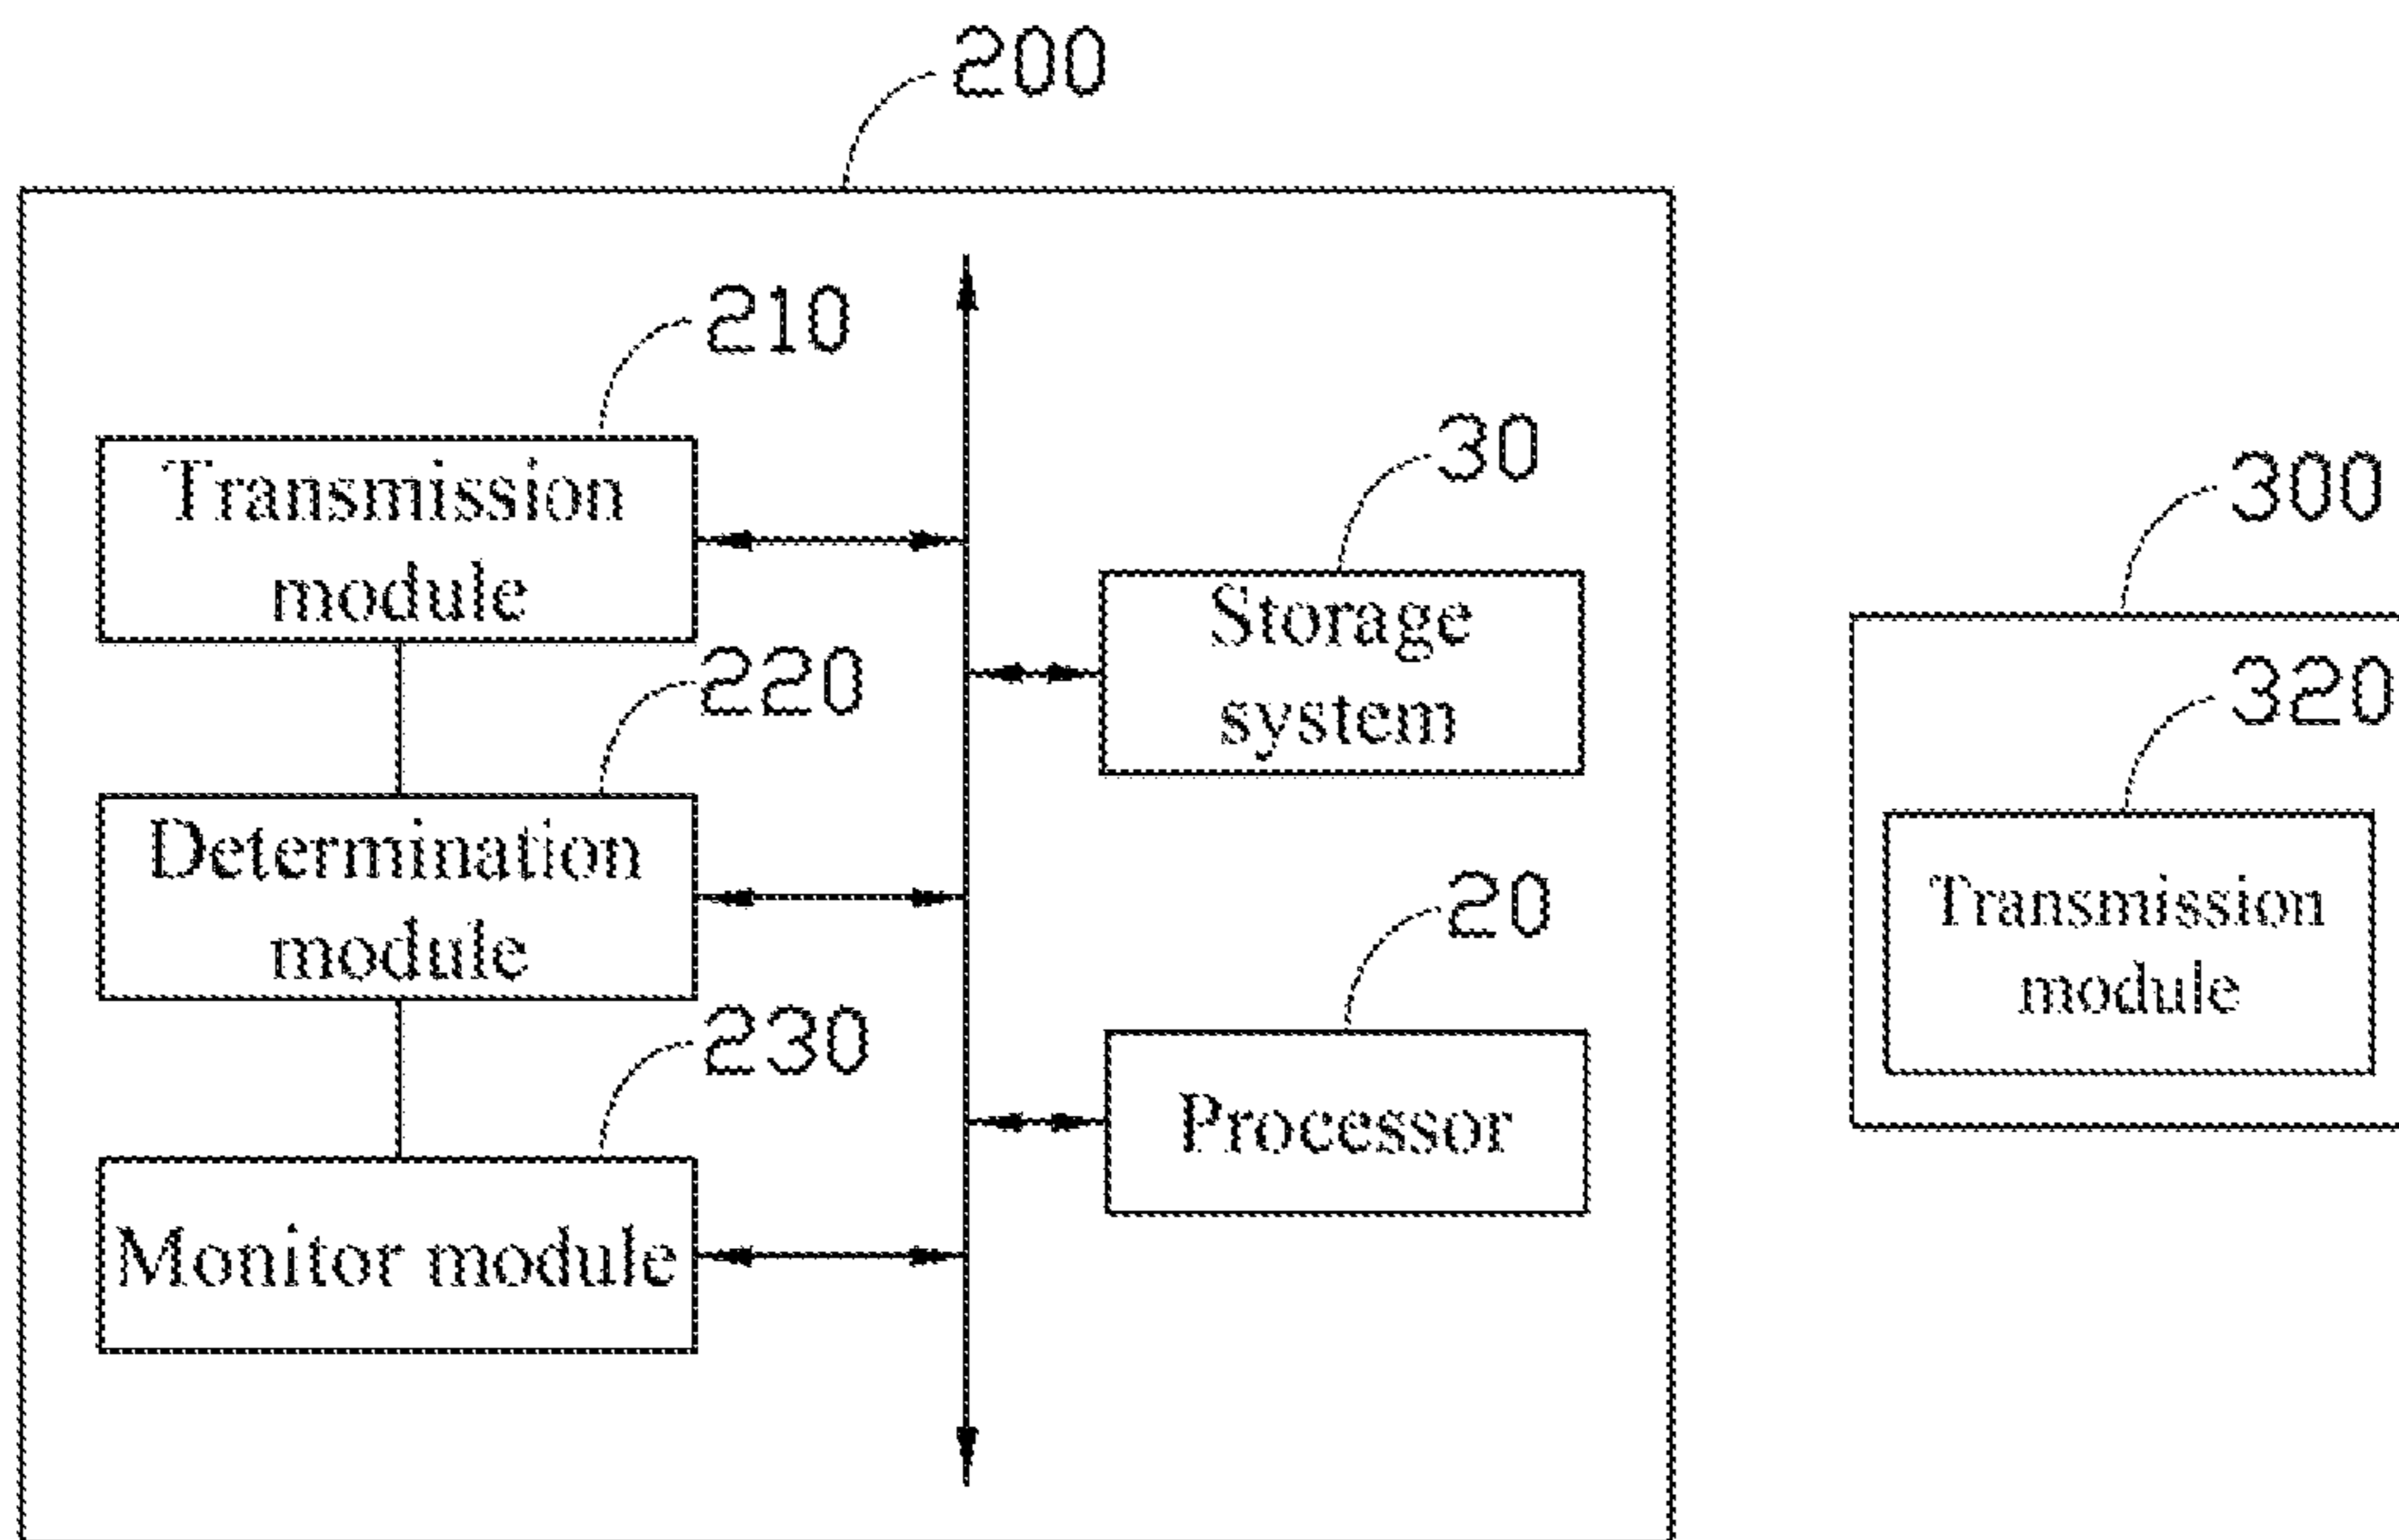 200
210
Transmission
module
30
Storage
system
220
Determination
module
20
Processor
230
Monitor module
300
320
Transmission
module